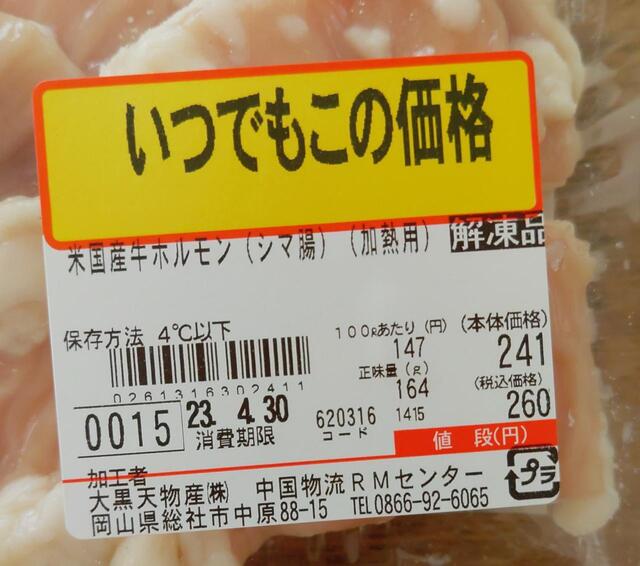 いつでもこの価格
米国産牛ホルモン（シマ腸）（加熱用） 解凍品
保存方法 4℃以下
100gあたり（円） （本体価格）
147 241
正味量（g） （税込価格）
164 260
0261316302411
0015 23. 4.30 620316 1415
消費期限 コード 値 段（円）
加工者
大黒天物産㈱ 中国物流RMセンター
岡山県総社市中原88-15 TEL0866-92-6065
プラ